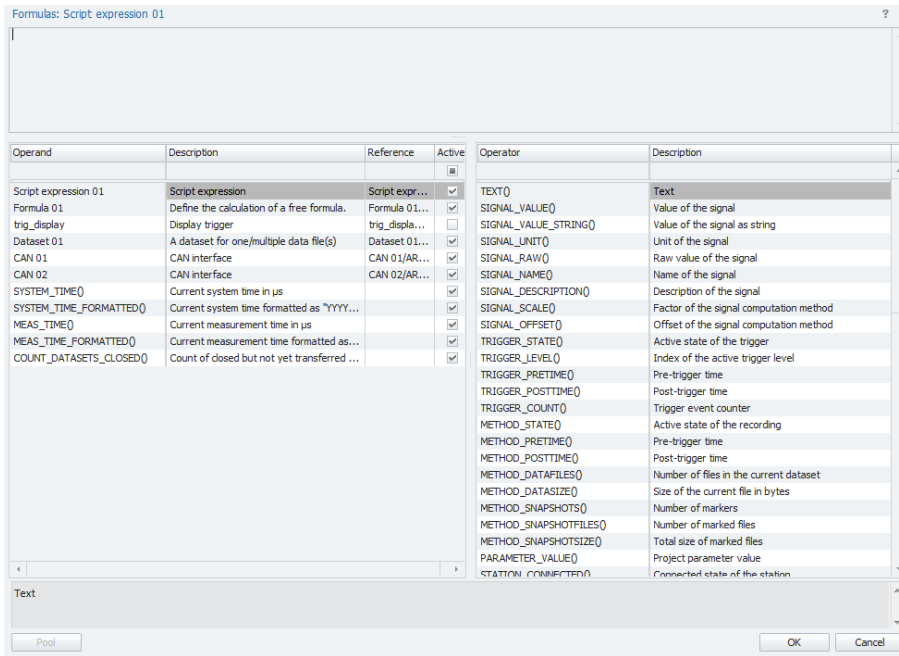 Formulas: Script expression 01 ?
Operand Description Reference Active
Script expression 01 Script expression Script expr...
Formula 01 Define the calculation of a free formula. Formula 01...
trig_display Display trigger trig_displa...
Dataset 01 A dataset for one/multiple data file(s) Dataset 01...
CAN 01 CAN interface CAN 01/AR...
CAN 02 CAN interface CAN 02/AR...
SYSTEM_TIME() Current system time in µs
SYSTEM_TIME_FORMATTED() Current system time formatted as "YYYY...
MEAS_TIME() Current measurement time in µs
MEAS_TIME_FORMATTED() Current measurement time formatted as...
COUNT_DATASETS_CLOSED() Count of closed but not yet transferred ...
Operator Description
TEXT() Text
SIGNAL_VALUE() Value of the signal
SIGNAL_VALUE_STRING() Value of the signal as string
SIGNAL_UNIT() Unit of the signal
SIGNAL_RAW() Raw value of the signal
SIGNAL_NAME() Name of the signal
SIGNAL_DESCRIPTION() Description of the signal
SIGNAL_SCALE() Factor of the signal computation method
SIGNAL_OFFSET() Offset of the signal computation method
TRIGGER_STATE() Active state of the trigger
TRIGGER_LEVEL() Index of the active trigger level
TRIGGER_PRETIME() Pre-trigger time
TRIGGER_POSTTIME() Post-trigger time
TRIGGER_COUNT() Trigger event counter
METHOD_STATE() Active state of the recording
METHOD_PRETIME() Pre-trigger time
METHOD_POSTTIME() Post-trigger time
METHOD_DATAFILES() Number of files in the current dataset
METHOD_DATASIZE() Size of the current file in bytes
METHOD_SNAPSHOTS() Number of markers
METHOD_SNAPSHOTFILES() Number of marked files
METHOD_SNAPSHOTSIZE() Total size of marked files
PARAMETER_VALUE() Project parameter value
STATION_CONNECTED() Connected state of the station
Text
Pool OK Cancel